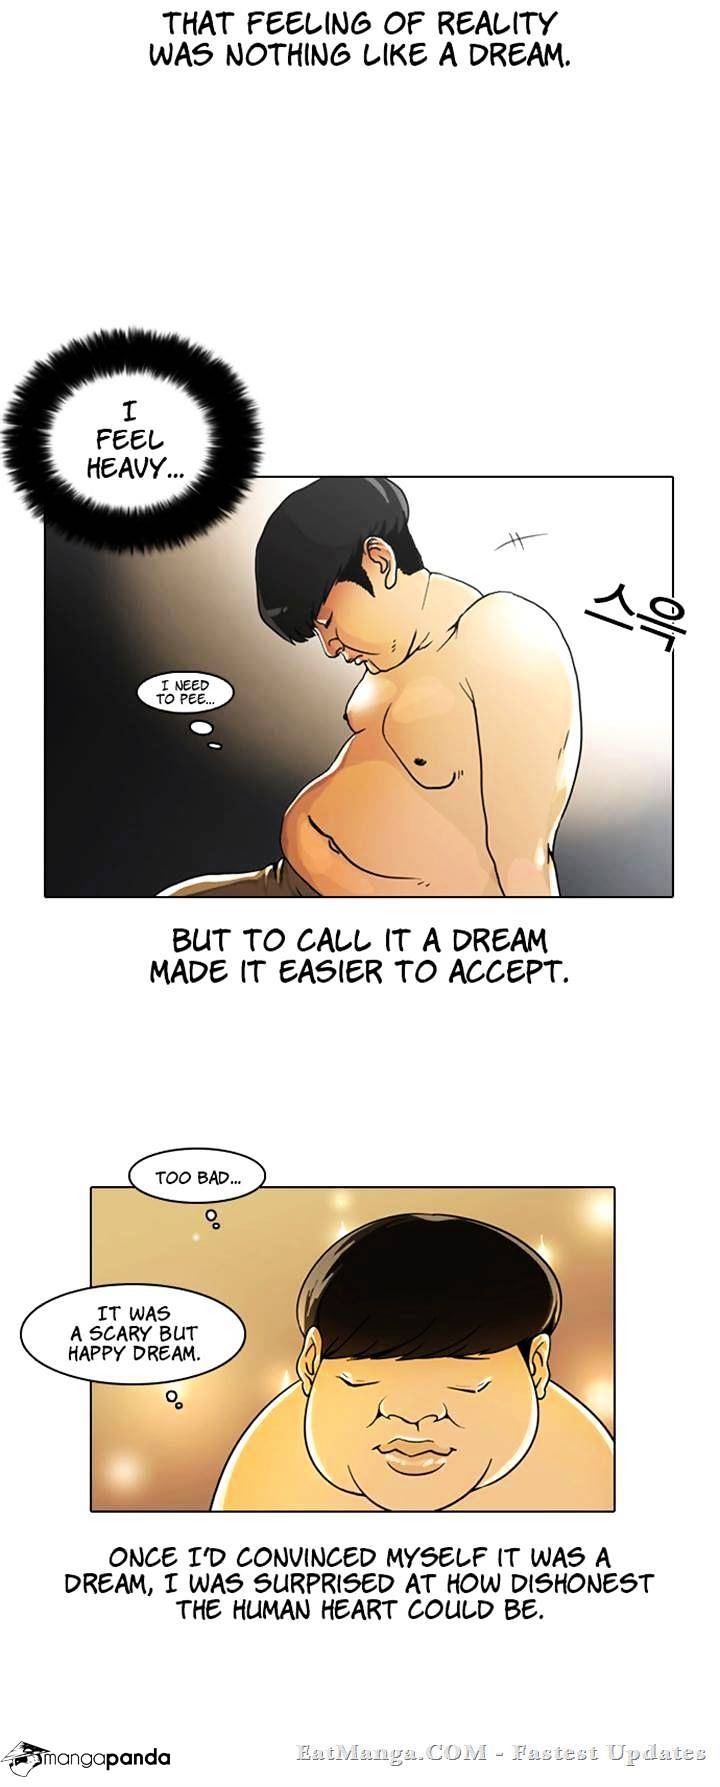 THAT FEELING OF REALITY
WAS NOTHING LIKE A DREAM.
I
FEEL
HEAVY...
스윽
I NEED
TO PEE...
BUT TO CALL IT A DREAM
MADE IT EASIER TO ACCEPT.
TOO BAD...
IT WAS
A SCARY BUT
HAPPY DREAM.
ONCE I'D CONVINCED MYSELF IT WAS A
DREAM, I WAS SURPRISED AT HOW DISHONEST
THE HUMAN HEART COULD BE.
mangapanda
EatManga.COM - Fastest Updates